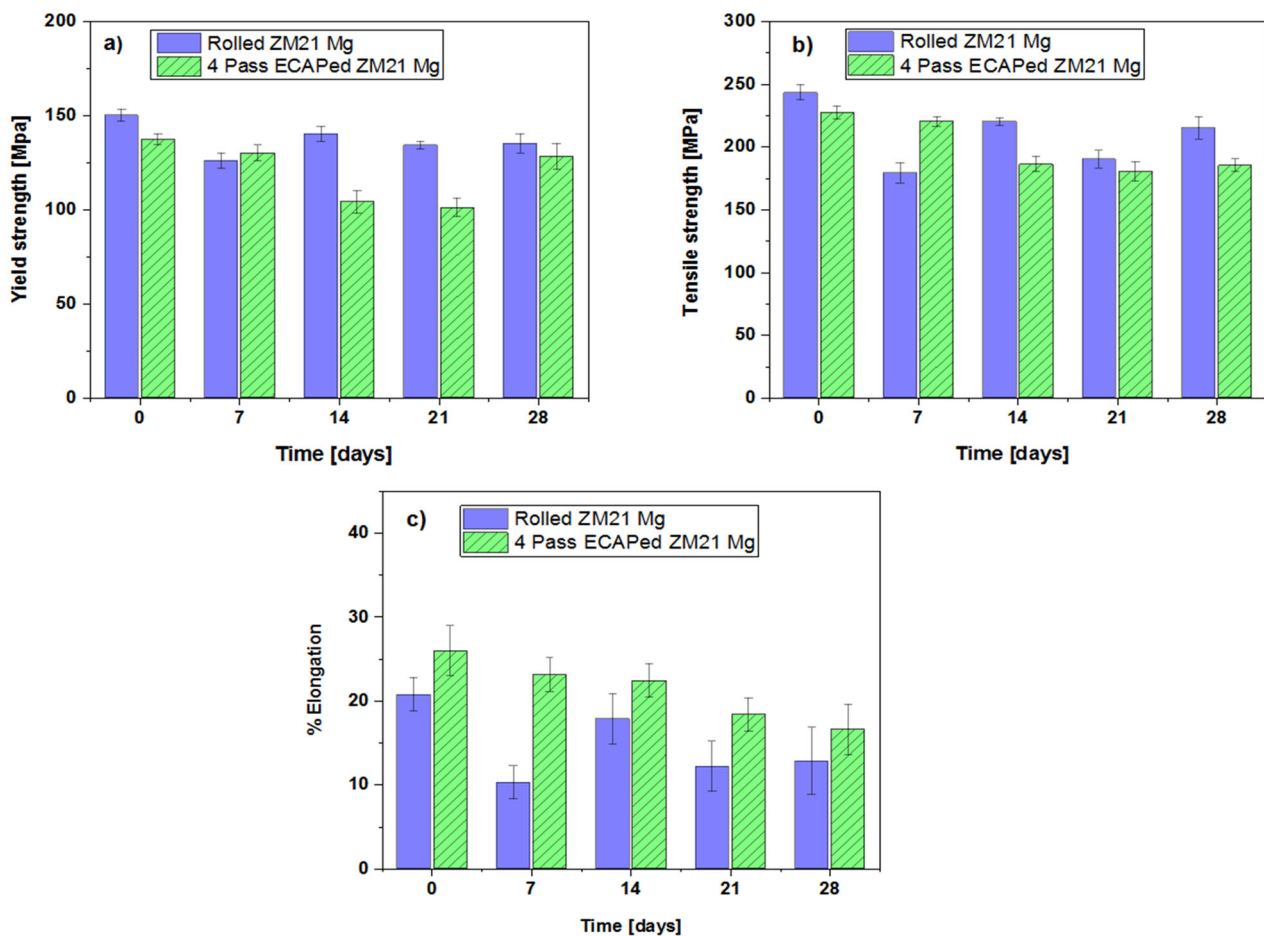 a)
Rolled ZM21 Mg
4 Pass ECAPed ZM21 Mg
200
150
100
50
0
Yield strength [Mpa]
0 7 14 21 28
Time [days]
b)
Rolled ZM21 Mg
4 Pass ECAPed ZM21 Mg
300
250
200
150
100
50
0
Tensile strength [MPa]
0 7 14 21 28
Time [days]
c)
Rolled ZM21 Mg
4 Pass ECAPed ZM21 Mg
40
30
20
10
0
% Elongation
0 7 14 21 28
Time [days]